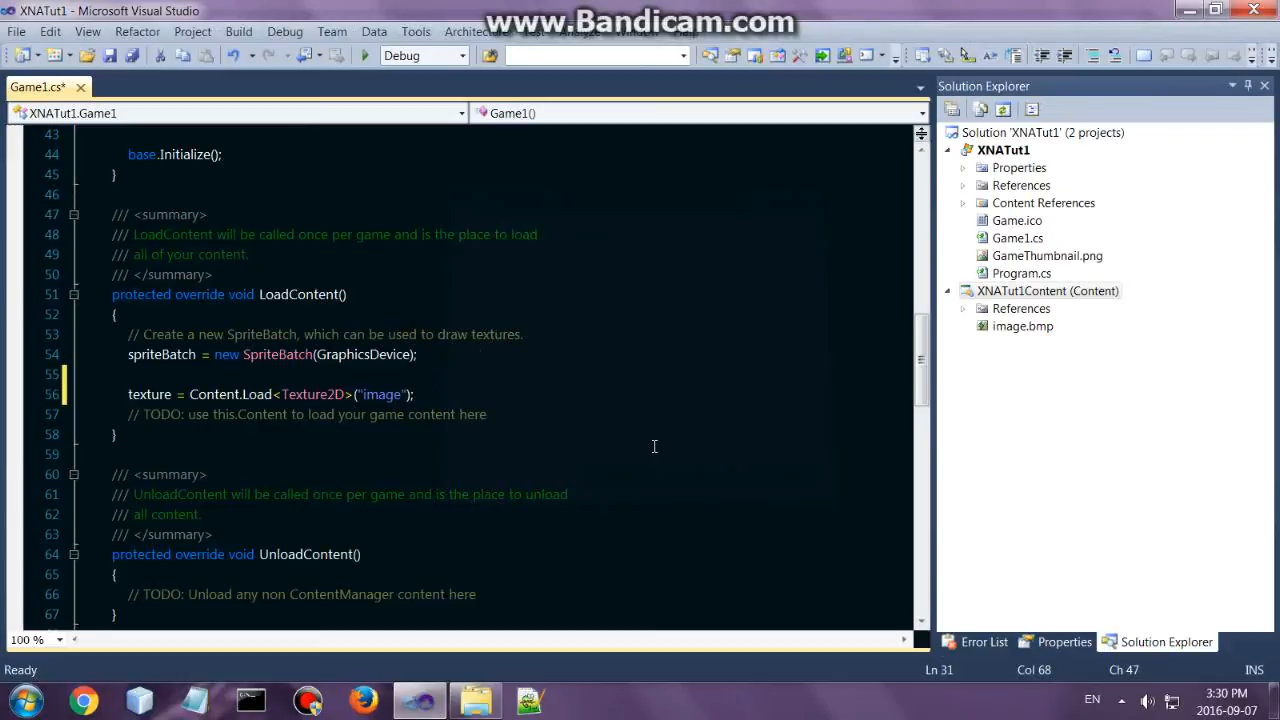 XNATut1 - Microsoft Visual Studio
www.Bandicam.com
File Edit View Refactor Project Build Debug Team Data Tools
Debug
Game1.cs*
XNATut1.Game1
Game1()
43
44 base.Initialize();
45 }
46
47 /// <summary>
48 /// LoadContent will be called once per game and is the place to load
49 /// all of your content.
50 /// </summary>
51 protected override void LoadContent()
52 {
53 // Create a new SpriteBatch, which can be used to draw textures.
54 spriteBatch = new SpriteBatch(GraphicsDevice);
55
56 texture = Content.Load<Texture2D>("image");
57 // TODO: use this.Content to load your game content here
58 }
59
60 /// <summary>
61 /// UnloadContent will be called once per game and is the place to unload
62 /// all content.
63 /// </summary>
64 protected override void UnloadContent()
65 {
66 // TODO: Unload any non ContentManager content here
67 }
100 %
Solution Explorer
Solution 'XNATut1' (2 projects)
XNATut1
Properties
References
Content References
Game.ico
Game1.cs
GameThumbnail.png
Program.cs
XNATut1Content (Content)
References
image.bmp
Error List Properties Solution Explorer
Ready
Ln 31 Col 68 Ch 47 INS
EN
3:30 PM
2016-09-07